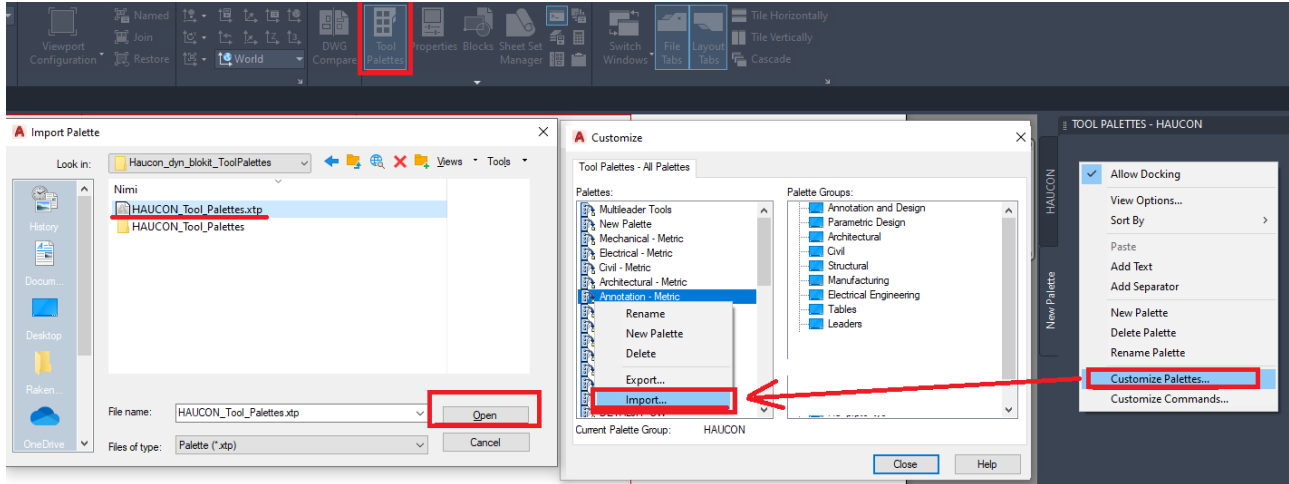 Named
Join
Restore
Viewport
Configuration
World
DWG
Compare
Tool
Palettes
Properties
Blocks
Sheet Set
Manager
Switch
Windows
File
Tabs
Layout
Tabs
Tile Horizontally
Tile Vertically
Cascade
Import Palette
Look in:
Haucon_dyn_blokit_ToolPalettes
Views
Tools
Nimi
HAUCON_Tool_Palettes.xtp
HAUCON_Tool_Palettes
History
Docum...
Desktop
Raken...
OneDrive
File name:
HAUCON_Tool_Palettes.xtp
Open
Files of type:
Palette (*.xtp)
Cancel
Customize
Tool Palettes - All Palettes
Palettes:
Multileader Tools
New Palette
Mechanical - Metric
Electrical - Metric
Civil - Metric
Architectural - Metric
Annotation - Metric
Rename
New Palette
Delete
Export...
Import...
Palette Groups:
Annotation and Design
Parametric Design
Architectural
Civil
Structural
Manufacturing
Electrical Engineering
Tables
Leaders
Current Palette Group: HAUCON
Close
Help
TOOL PALETTES - HAUCON
HAUCON
New Palette
Allow Docking
View Options...
Sort By
Paste
Add Text
Add Separator
New Palette
Delete Palette
Rename Palette
Customize Palettes...
Customize Commands...